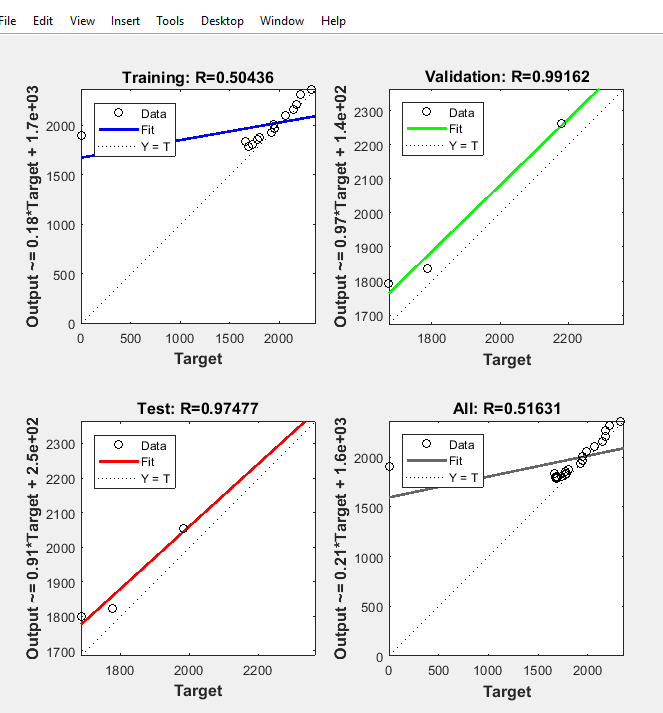 File Edit View Insert Tools Desktop Window Help
Training: R=0.50436
Output ~= 0.18*Target + 1.7e+03
Data
Fit
Y = T
2000
1500
1000
500
0
0 500 1000 1500 2000
Target
Validation: R=0.99162
Output ~= 0.97*Target + 1.4e+02
Data
Fit
Y = T
2300
2200
2100
2000
1900
1800
1700
1800 2000 2200
Target
Test: R=0.97477
Output ~= 0.91*Target + 2.5e+02
Data
Fit
Y = T
2300
2200
2100
2000
1900
1800
1700
1800 2000 2200
Target
All: R=0.51631
Output ~= 0.21*Target + 1.6e+03
Data
Fit
Y = T
2000
1500
1000
500
0
0 500 1000 1500 2000
Target